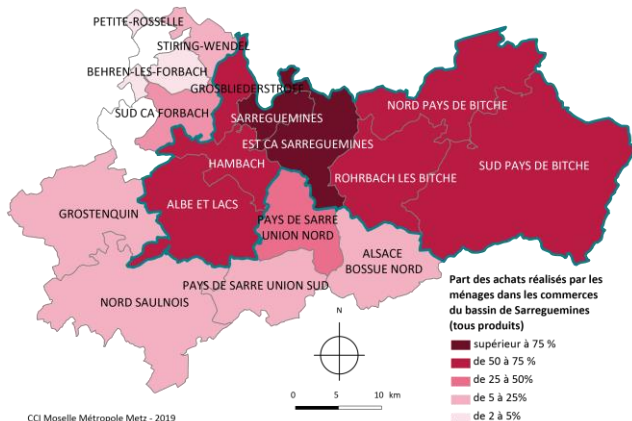 PETITE-ROSSELLE
STIRING-WENDEL
BEHREN-LES-FORBACH
GROSBLIEDERSTROFF
SUD CA FORBACH
SARREGUEMINES
NORD PAYS DE BITCHE
EST CA SARREGUEMINES
HAMBACH
SUD PAYS DE BITCHE
ROHRBACH LES BITCHE
ALBE ET LACS
GROSTENQUIN
PAYS DE SARRE
UNION NORD
ALSACE
BOSSUE NORD
PAYS DE SARRE UNION SUD
NORD SAULNOIS
Part des achats réalisés par les
ménages dans les commerces
du bassin de Sarreguemines
(tous produits)
supérieur à 75 %
de 50 à 75 %
de 25 à 50%
de 5 à 25%
de 2 à 5%
N
0 5 10 km
CCI Moselle Métropole Metz - 2019